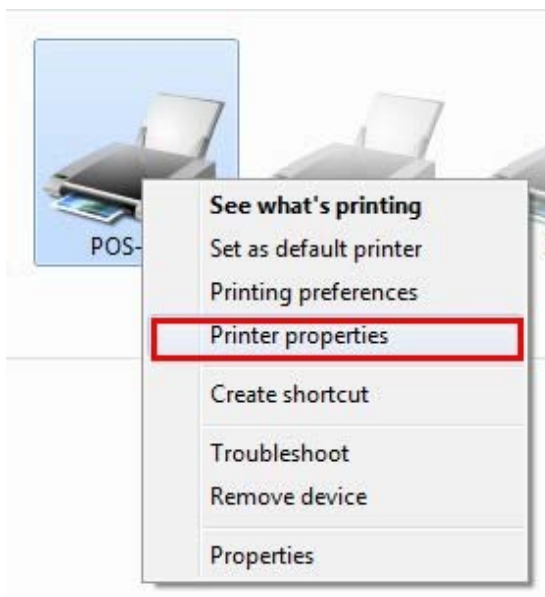 POS-
See what's printing
Set as default printer
Printing preferences
Printer properties
Create shortcut
Troubleshoot
Remove device
Properties